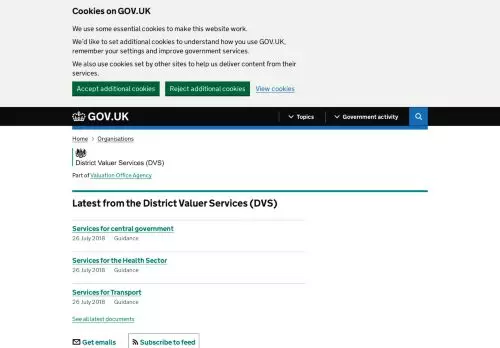 Cookies on GOV.UK
We use some essential cookies to make this website work.
We'd like to set additional cookies to understand how you use GOV.UK,
remember your settings and improve government services.
We also use cookies set by other sites to help us deliver content from their
services.
Accept additional cookies Reject additional cookies View cookies
GOV.UK Topics Government activity
Home Organisations
District Valuer Services (DVS)
Part of Valuation Office Agency
Latest from the District Valuer Services (DVS)
Services for central government
26 July 2018 Guidance
Services for the Health Sector
26 July 2018 Guidance
Services for Transport
26 July 2018 Guidance
See all latest documents
Get emails Subscribe to feed